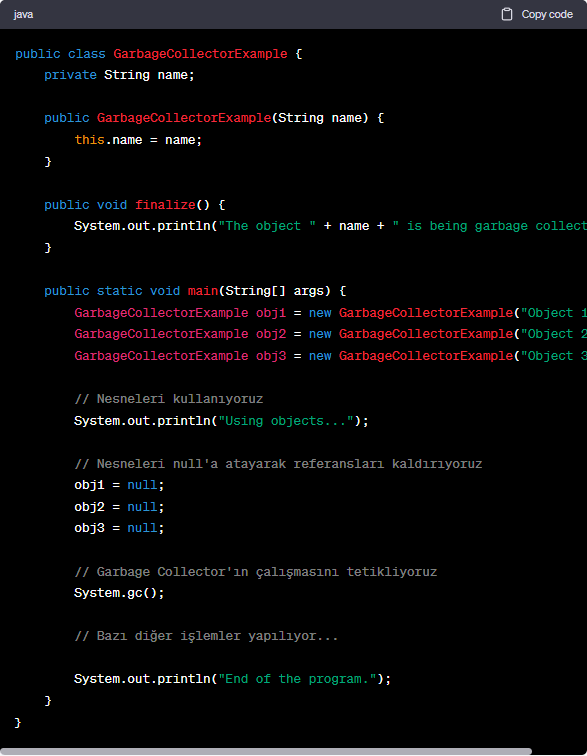 java
Copy code
public class GarbageCollectorExample {
private String name;
public GarbageCollectorExample(String name) {
this.name = name;
}
public void finalize() {
System.out.println("The object " + name + " is being garbage collect
}
public static void main(String[] args) {
GarbageCollectorExample obj1 = new GarbageCollectorExample("Object 1
GarbageCollectorExample obj2 = new GarbageCollectorExample("Object 2
GarbageCollectorExample obj3 = new GarbageCollectorExample("Object 3
// Nesneleri kullanıyoruz
System.out.println("Using objects...");
// Nesneleri null'a atayarak referansları kaldırıyoruz
obj1 = null;
obj2 = null;
obj3 = null;
// Garbage Collector'ın çalışmasını tetikliyoruz
System.gc();
// Bazı diğer işlemler yapılıyor...
System.out.println("End of the program.");
}
}